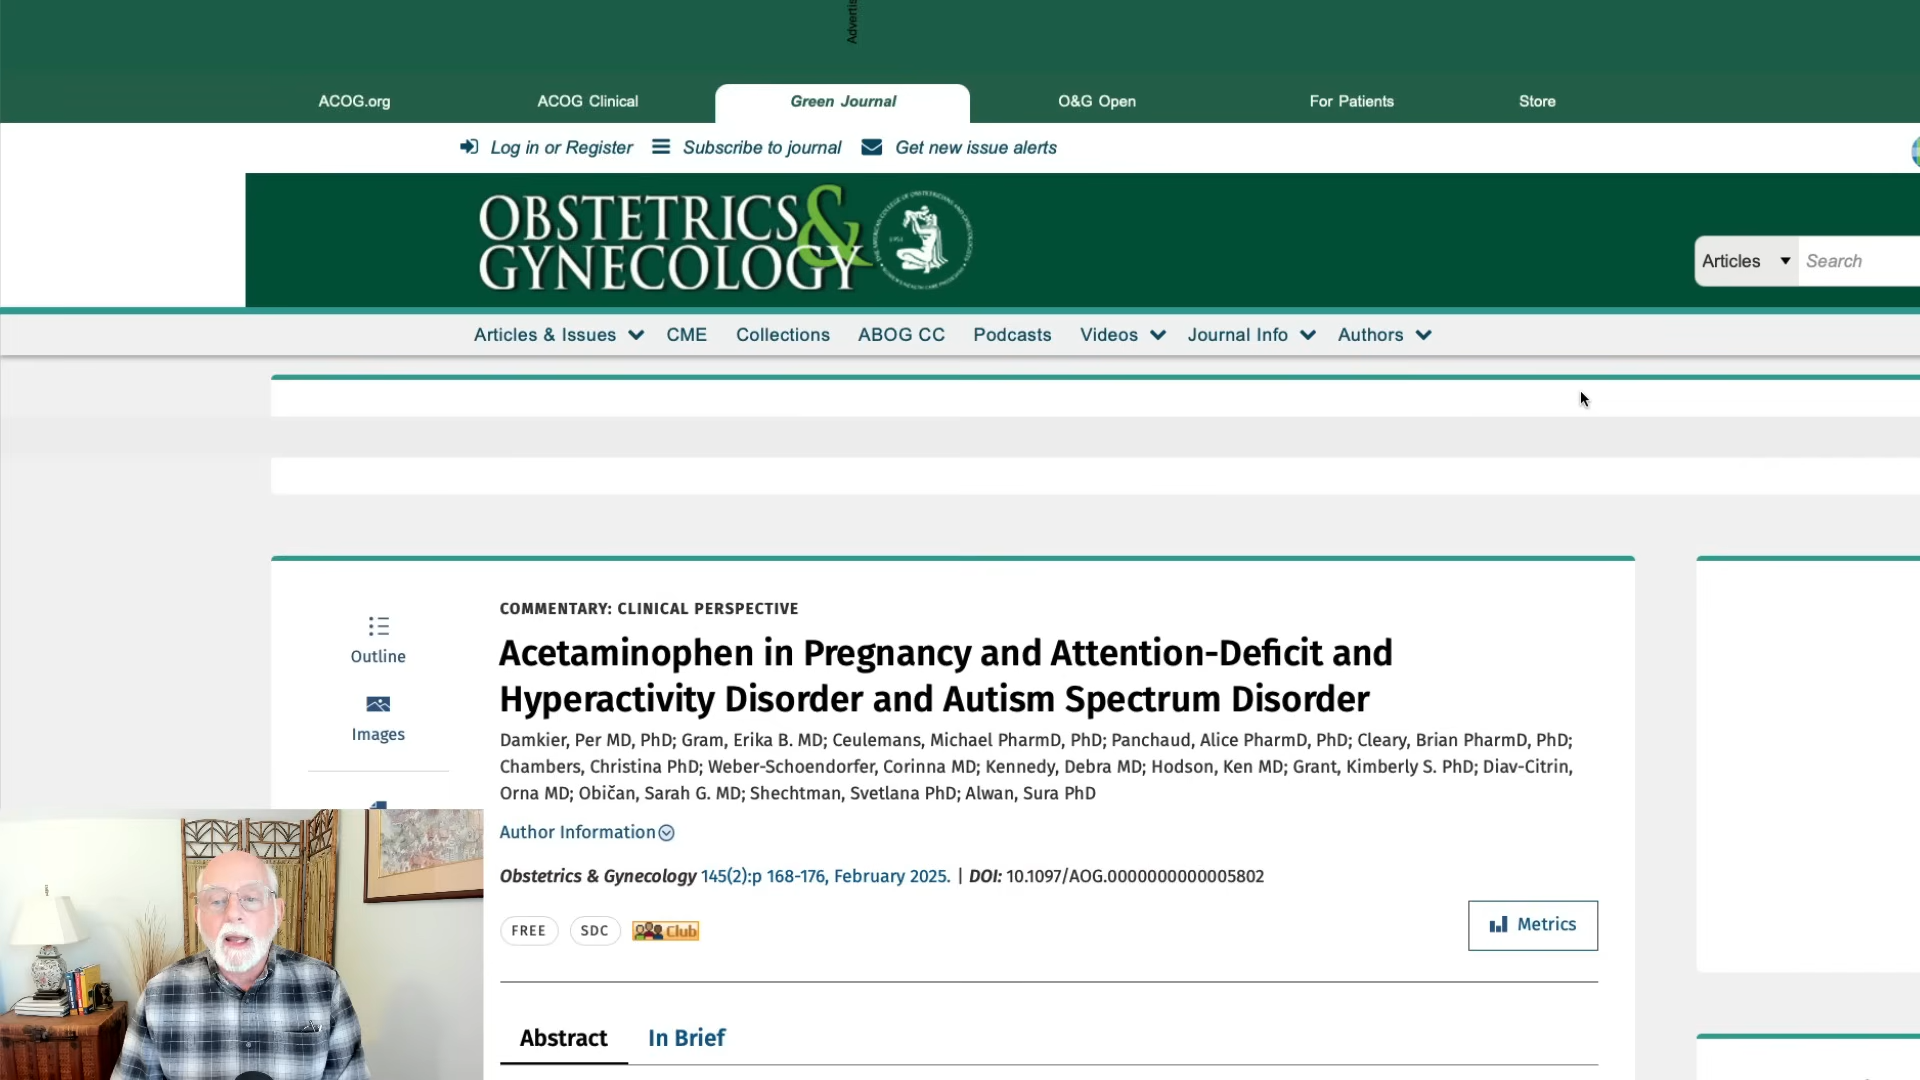 Advertis
ACOG.org
ACOG Clinical
Green Journal
O&G Open
For Patients
Store
Log in or Register
Subscribe to journal
Get new issue alerts
OBSTETRICS &
GYNECOLOGY
Articles
Search
Articles & Issues
CME
Collections
ABOG CC
Podcasts
Videos
Journal Info
Authors
Outline
Images
COMMENTARY: CLINICAL PERSPECTIVE
Acetaminophen in Pregnancy and Attention-Deficit and
Hyperactivity Disorder and Autism Spectrum Disorder
Damkier, Per MD, PhD; Gram, Erika B. MD; Ceulemans, Michael PharmD, PhD; Panchaud, Alice PharmD, PhD; Cleary, Brian PharmD, PhD;
Chambers, Christina PhD; Weber-Schoendorfer, Corinna MD; Kennedy, Debra MD; Hodson, Ken MD; Grant, Kimberly S. PhD; Diav-Citrin,
Orna MD; Običan, Sarah G. MD; Shechtman, Svetlana PhD; Alwan, Sura PhD
Author Information
Obstetrics & Gynecology 145(2):p 168-176, February 2025. | DOI: 10.1097/AOG.0000000000005802
FREE
SDC
Club
Metrics
Abstract
In Brief